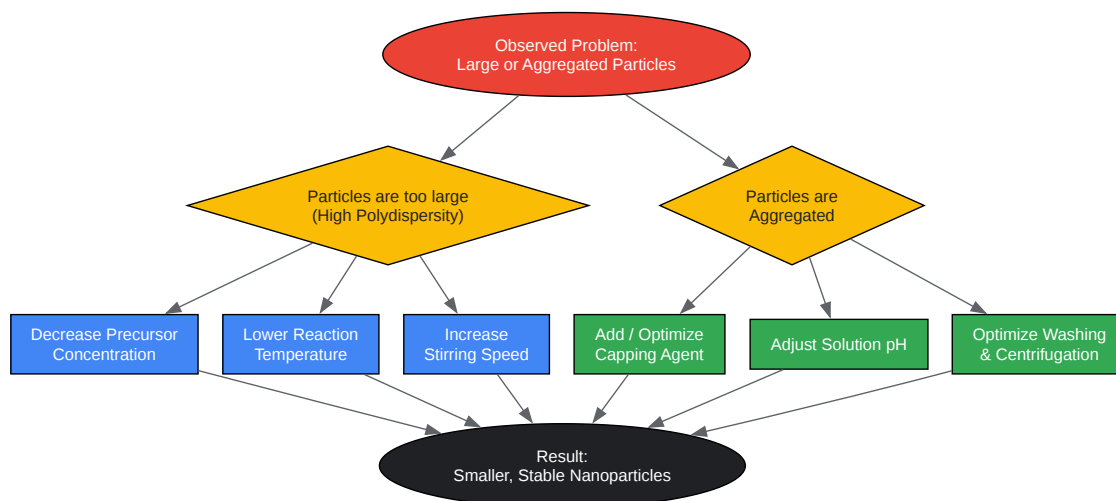 Observed Problem:
Large or Aggregated Particles
Particles are too large
(High Polydispersity)
Particles are
Aggregated
Decrease Precursor
Concentration
Lower Reaction
Temperature
Increase
Stirring Speed
Add / Optimize
Capping Agent
Adjust Solution pH
Optimize Washing
& Centrifugation
Result:
Smaller, Stable Nanoparticles